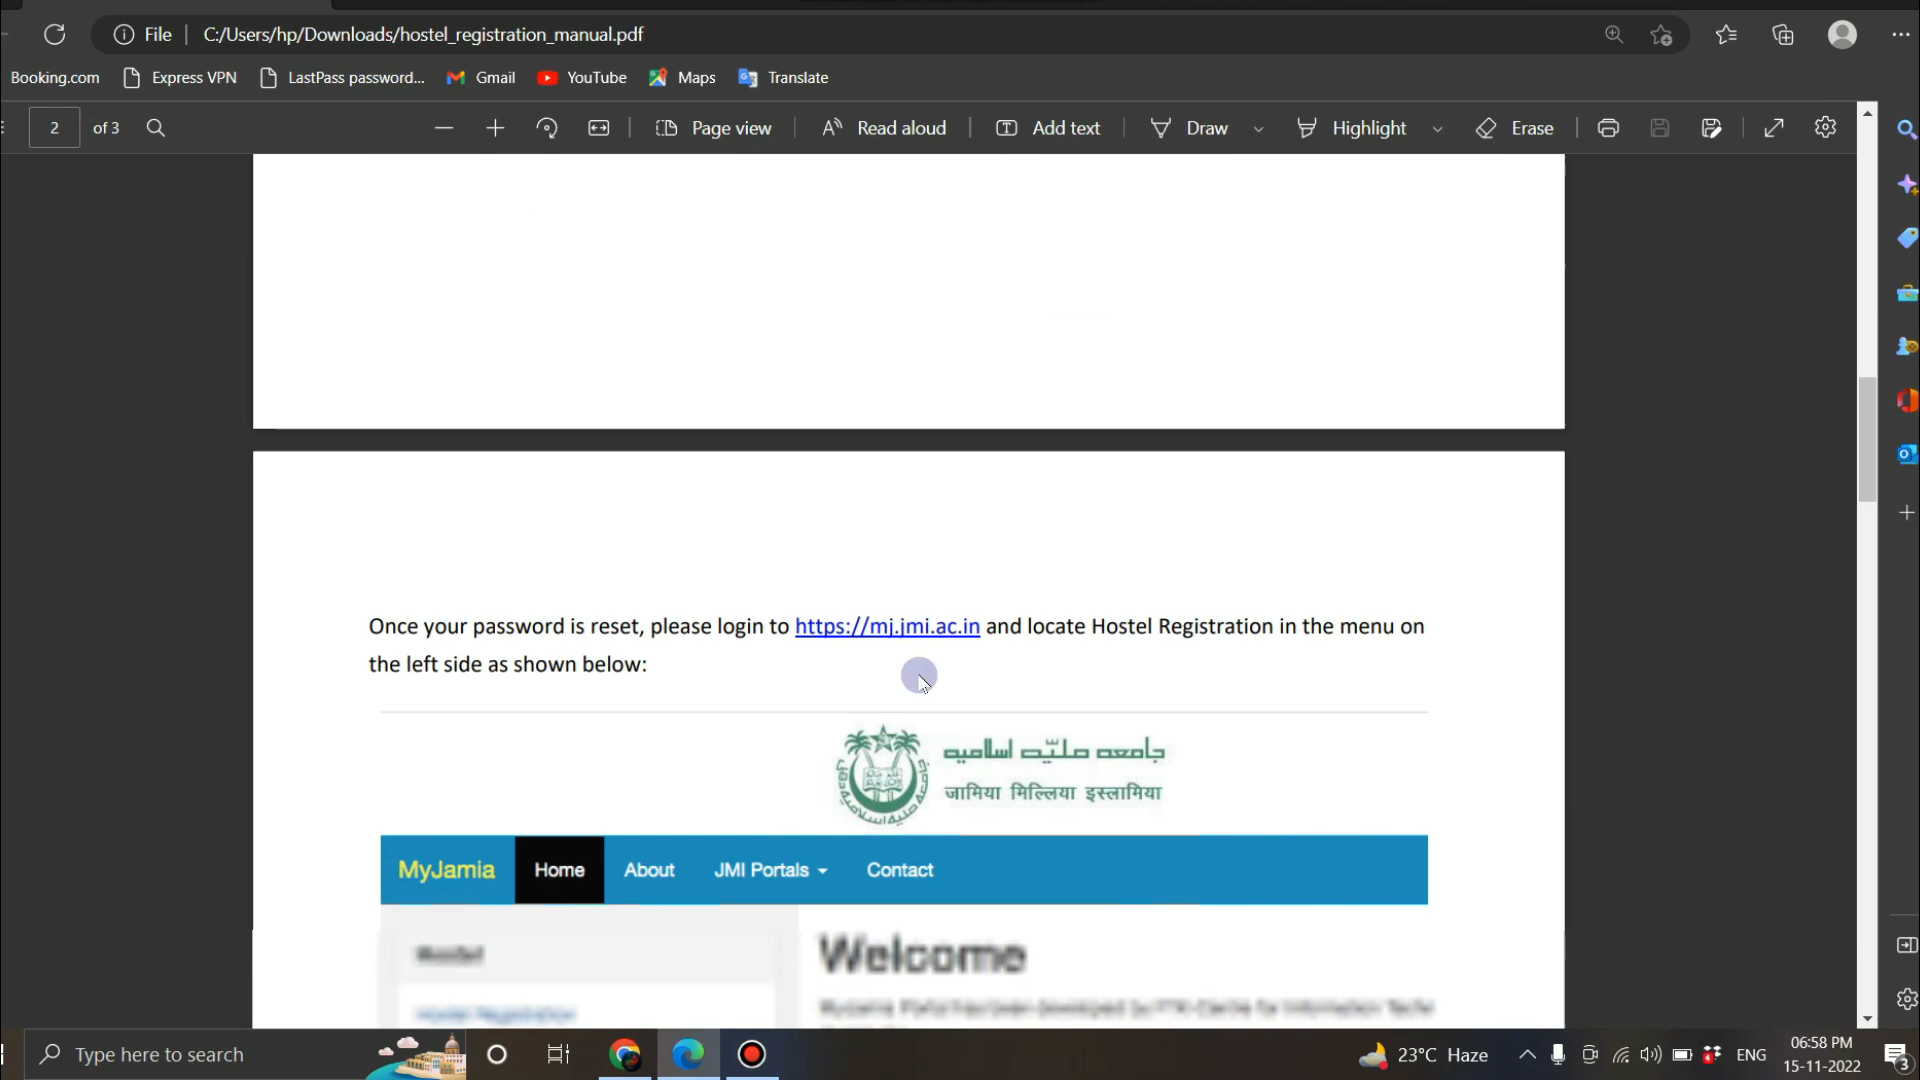 File C:/Users/hp/Downloads/hostel_registration_manual.pdf
Booking.com Express VPN LastPass password... Gmail YouTube Maps Translate
2 of 3 Page view Read aloud Add text Draw Highlight Erase
Once your password is reset, please login to https://mj.jmi.ac.in and locate Hostel Registration in the menu on
the left side as shown below:
جامعہ ملیّہ اسلامیہ
जामिया मिल्लिया इस्लामिया
MyJamia Home About JMI Portals Contact
Welcome
Hostel Registration
Type here to search 23°C Haze ENG 06:58 PM
15-11-2022 3